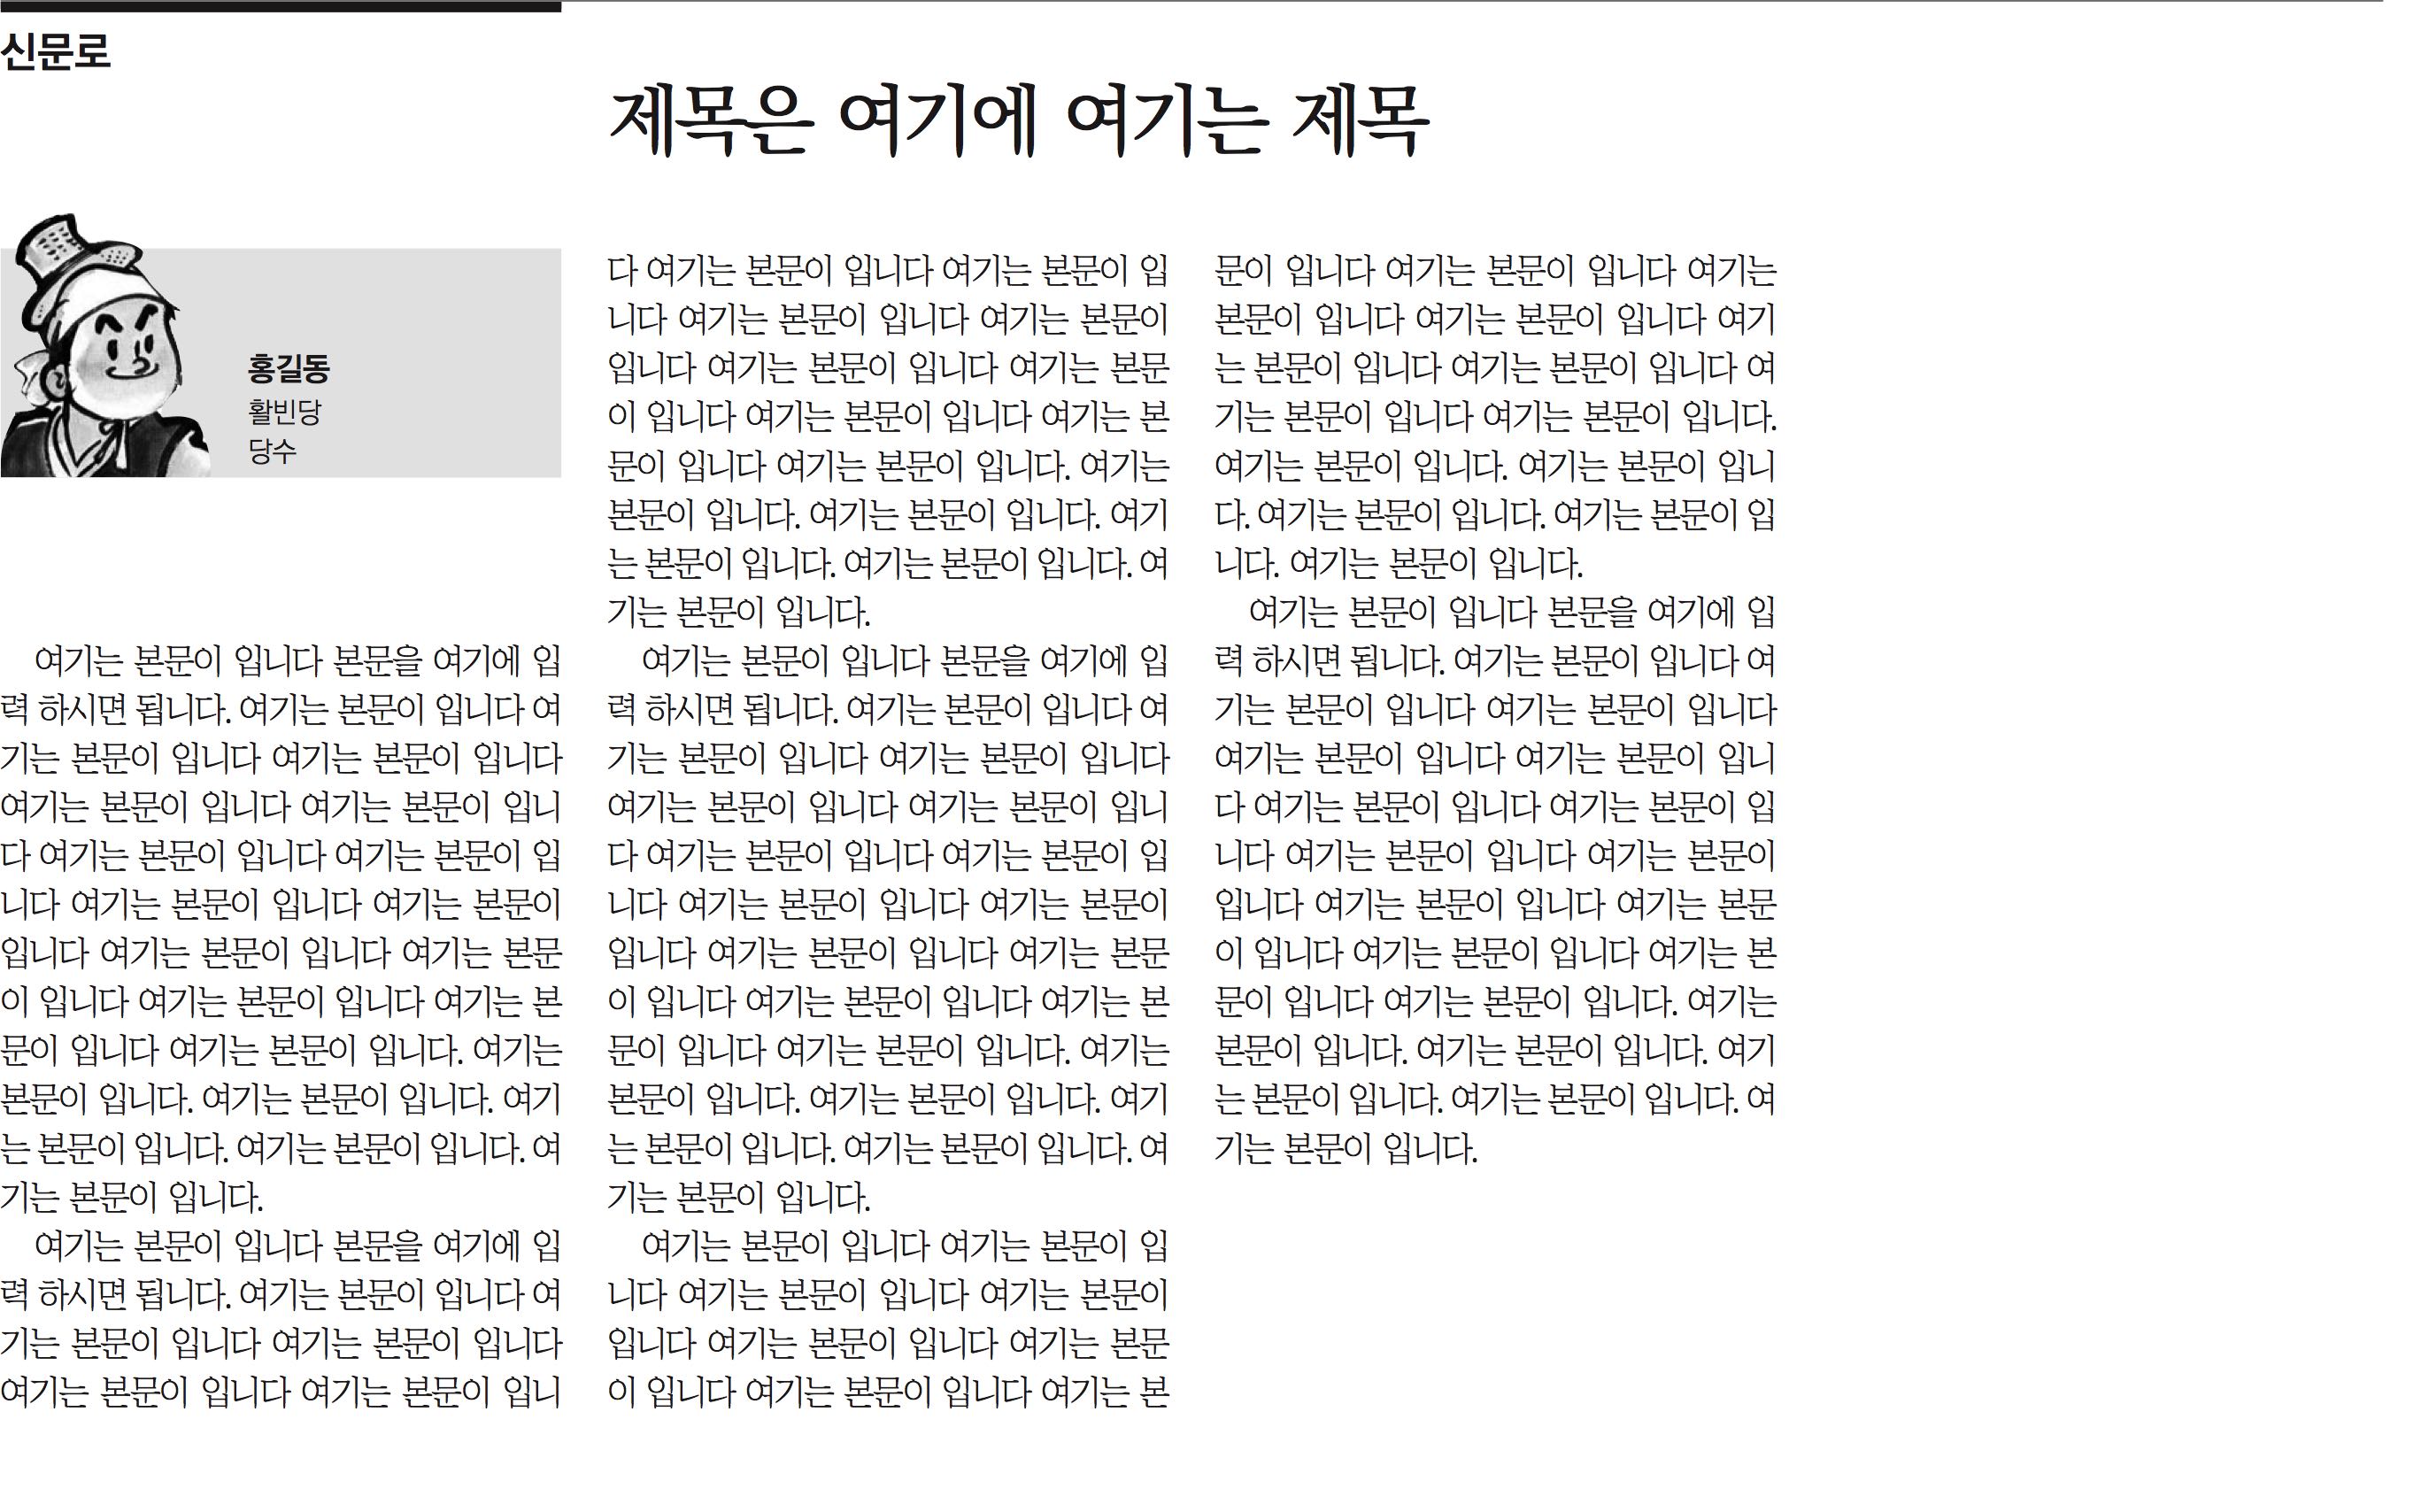 신문로
제목은 여기에 여기는 제목
홍길동
활빈당
당수
여기는 본문이 입니다 본문을 여기에 입
력 하시면 됩니다. 여기는 본문이 입니다 여
기는 본문이 입니다 여기는 본문이 입니다
여기는 본문이 입니다 여기는 본문이 입니
다 여기는 본문이 입니다 여기는 본문이 입
니다 여기는 본문이 입니다 여기는 본문이
입니다 여기는 본문이 입니다 여기는 본문
이 입니다 여기는 본문이 입니다 여기는 본
문이 입니다 여기는 본문이 입니다. 여기는
본문이 입니다. 여기는 본문이 입니다. 여기
는 본문이 입니다. 여기는 본문이 입니다. 여
기는 본문이 입니다.
여기는 본문이 입니다 본문을 여기에 입
력 하시면 됩니다. 여기는 본문이 입니다 여
기는 본문이 입니다 여기는 본문이 입니다
여기는 본문이 입니다 여기는 본문이 입니
다 여기는 본문이 입니다 여기는 본문이 입
니다 여기는 본문이 입니다 여기는 본문이
입니다 여기는 본문이 입니다 여기는 본문
이 입니다 여기는 본문이 입니다 여기는 본
문이 입니다 여기는 본문이 입니다. 여기는
본문이 입니다. 여기는 본문이 입니다. 여기
는 본문이 입니다. 여기는 본문이 입니다. 여
기는 본문이 입니다.
여기는 본문이 입니다 본문을 여기에 입
력 하시면 됩니다. 여기는 본문이 입니다 여
기는 본문이 입니다 여기는 본문이 입니다
여기는 본문이 입니다 여기는 본문이 입니
다 여기는 본문이 입니다 여기는 본문이 입
니다 여기는 본문이 입니다 여기는 본문이
입니다 여기는 본문이 입니다 여기는 본문
이 입니다 여기는 본문이 입니다 여기는 본
문이 입니다 여기는 본문이 입니다. 여기는
본문이 입니다. 여기는 본문이 입니다. 여기
는 본문이 입니다. 여기는 본문이 입니다. 여
기는 본문이 입니다.
여기는 본문이 입니다 여기는 본문이 입
니다 여기는 본문이 입니다 여기는 본문이
입니다 여기는 본문이 입니다 여기는 본문
이 입니다 여기는 본문이 입니다 여기는 본
문이 입니다 여기는 본문이 입니다 여기는
본문이 입니다 여기는 본문이 입니다 여기
는 본문이 입니다 여기는 본문이 입니다 여
기는 본문이 입니다 여기는 본문이 입니다.
여기는 본문이 입니다. 여기는 본문이 입니
다. 여기는 본문이 입니다. 여기는 본문이 입
니다. 여기는 본문이 입니다.
여기는 본문이 입니다 본문을 여기에 입
력 하시면 됩니다. 여기는 본문이 입니다 여
기는 본문이 입니다 여기는 본문이 입니다
여기는 본문이 입니다 여기는 본문이 입니
다 여기는 본문이 입니다 여기는 본문이 입
니다 여기는 본문이 입니다 여기는 본문이
입니다 여기는 본문이 입니다 여기는 본문
이 입니다 여기는 본문이 입니다 여기는 본
문이 입니다 여기는 본문이 입니다. 여기는
본문이 입니다. 여기는 본문이 입니다. 여기
는 본문이 입니다. 여기는 본문이 입니다. 여
기는 본문이 입니다.